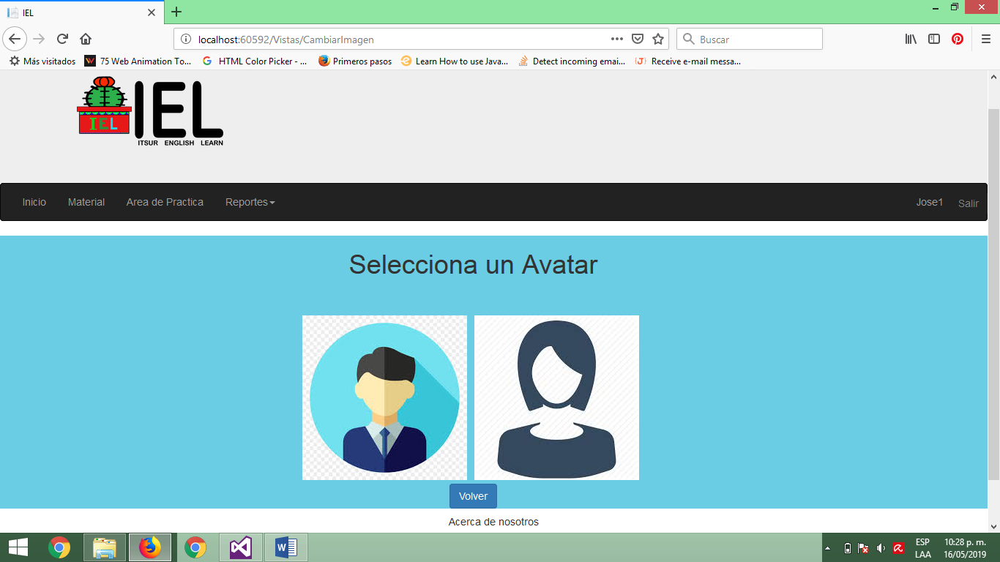 IEL
localhost:60592/Vistas/CambiarImagen
Buscar
Más visitados
75 Web Animation To...
HTML Color Picker - ...
Primeros pasos
Learn How to use Java...
Detect incoming emai...
Receive e-mail messa...
IEL
IEL
ITSUR ENGLISH LEARN
Inicio
Material
Area de Practica
Reportes
Jose1
Salir
Selecciona un Avatar
Volver
Acerca de nosotros
ESP
LAA
10:28 p. m.
16/05/2019